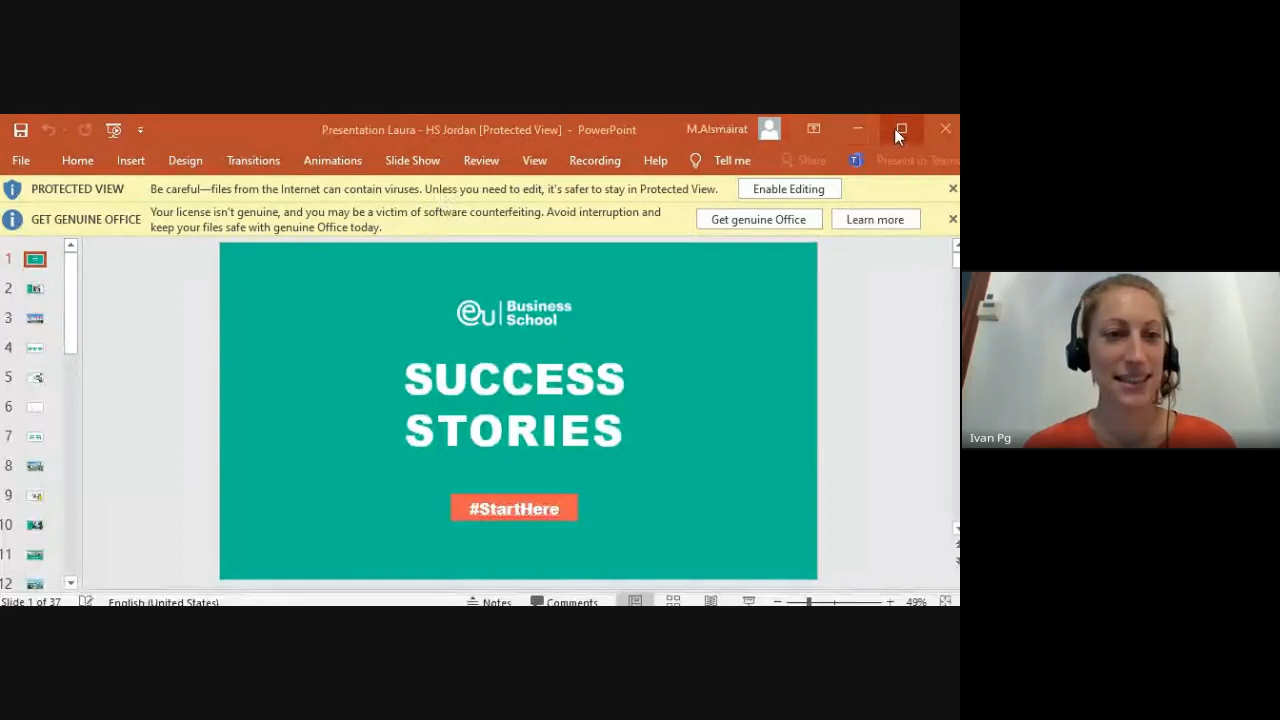 Presentation Laura - HS Jordan [Protected View] - PowerPoint
M.Alsmairat
File Home Insert Design Transitions Animations Slide Show Review View Recording Help Tell me Share Present in Teams
PROTECTED VIEW Be careful—files from the Internet can contain viruses. Unless you need to edit, it's safer to stay in Protected View. Enable Editing
GET GENUINE OFFICE Your license isn't genuine, and you may be a victim of software counterfeiting. Avoid interruption and
keep your files safe with genuine Office today. Get genuine Office Learn more
1
2
3
4
5
6
7
8
9
10
11
12
eu Business
School
SUCCESS
STORIES
#StartHere
Ivan Pg
Slide 1 of 37 English (United States) Notes Comments 49%